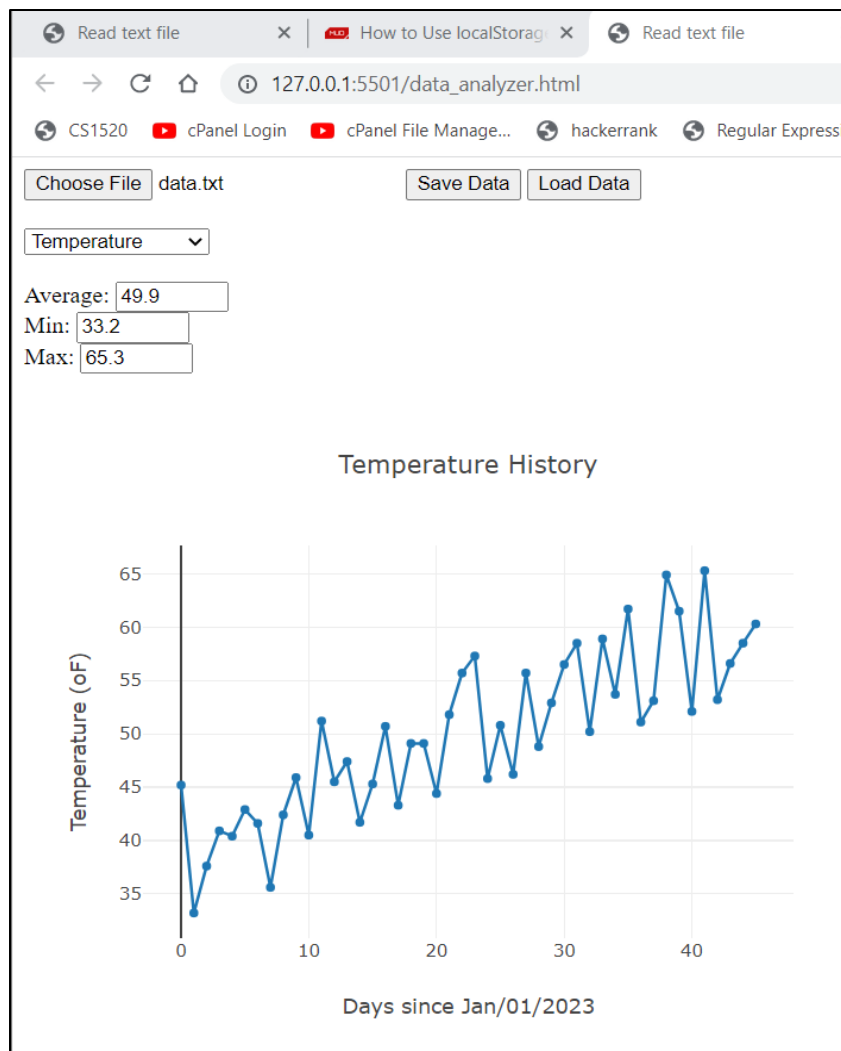 Read text file × MUO How to Use localStorag × Read text file
127.0.0.1:5501/data_analyzer.html
CS1520 cPanel Login cPanel File Manage... hackerrank Regular Expressi
Choose File data.txt Save Data Load Data
Temperature
Average: 49.9
Min: 33.2
Max: 65.3
Temperature History
65
60
55
50
45
40
35
Temperature (oF)
0 10 20 30 40
Days since Jan/01/2023